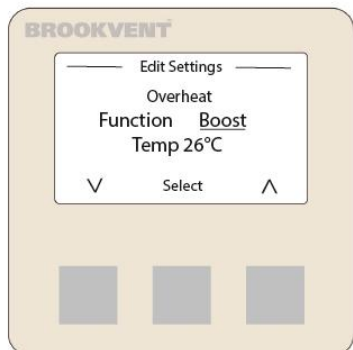 BROOKVENT
Edit Settings
Overheat
Function Boost
Temp 26°C
∨ Select ∧